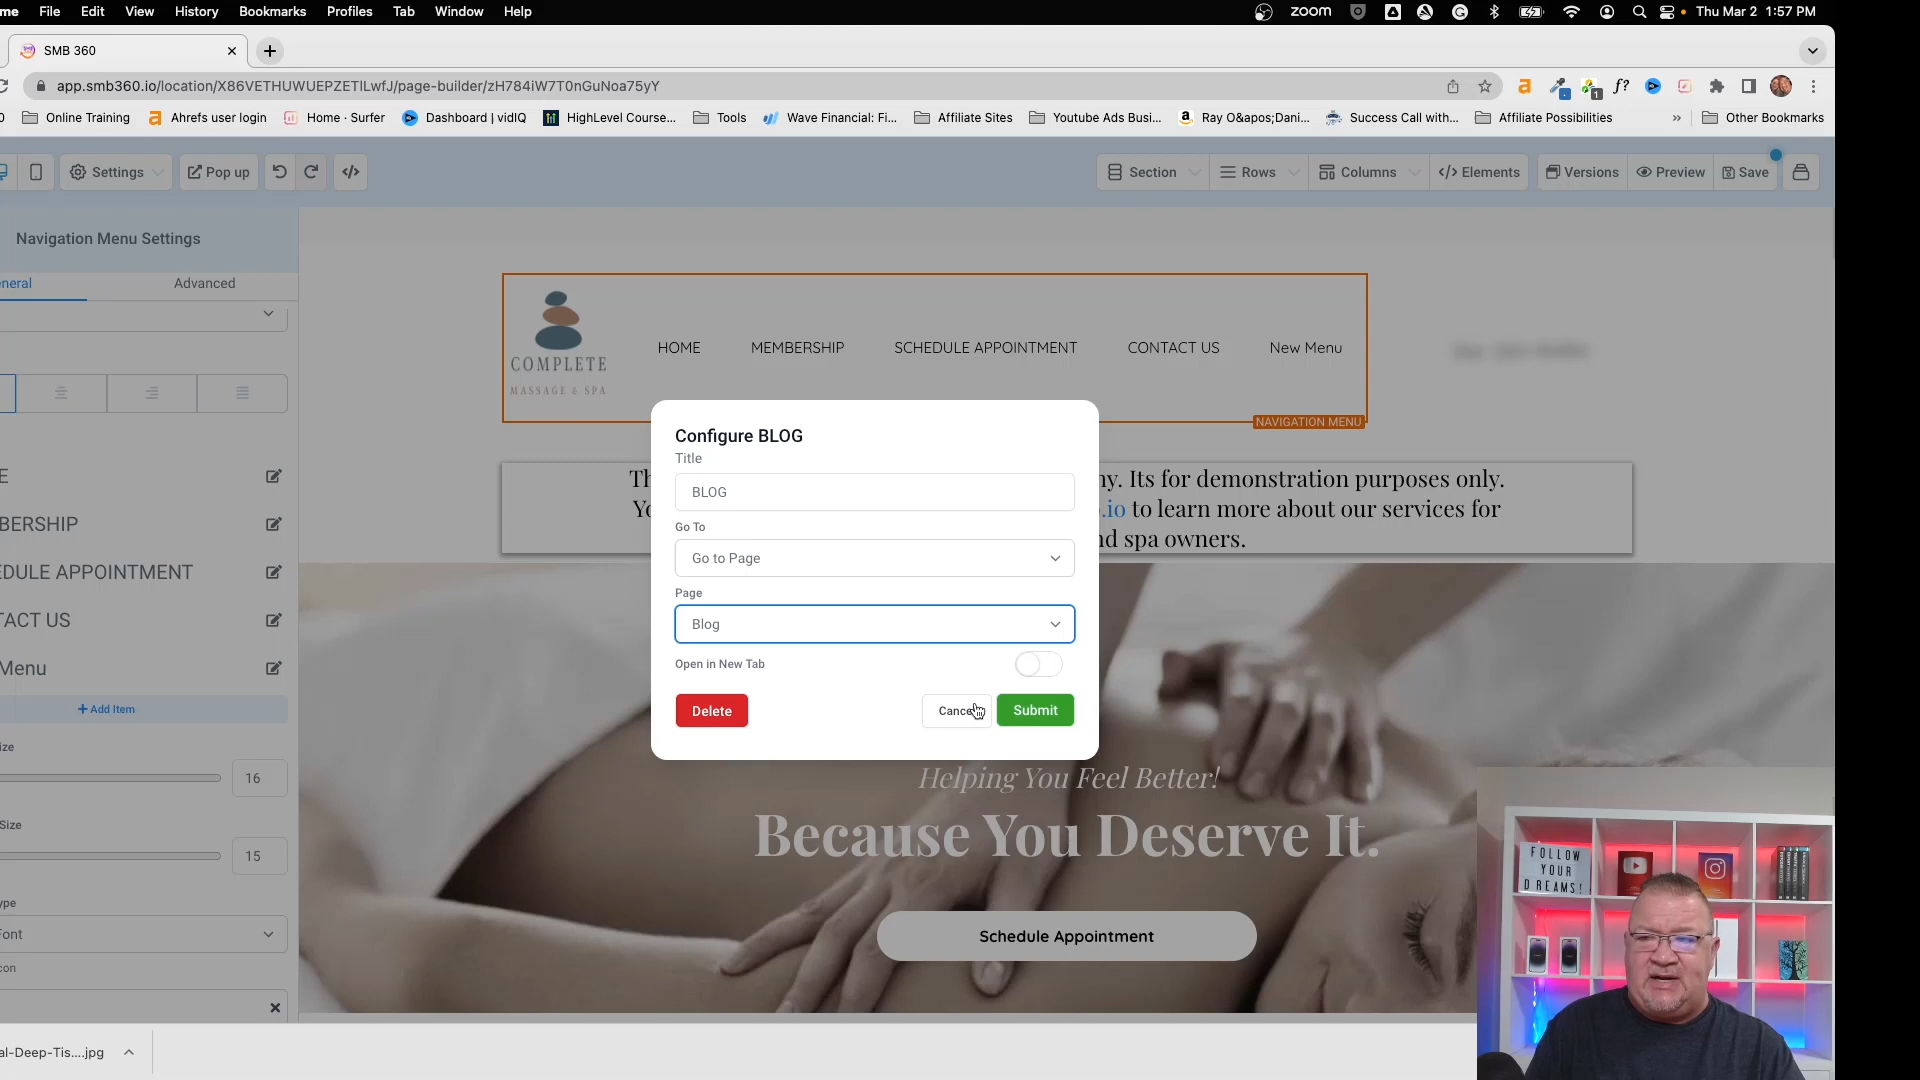 me File Edit View History Bookmarks Profiles Tab Window Help
zoom
Thu Mar 2 1:57 PM
SMB 360
app.smb360.io/location/X86VETHUWUEPZETlLwfJ/page-builder/zH784iW7T0nGuNoa75yY
Online Training
Ahrefs user login
Home · Surfer
Dashboard | vidIQ
HighLevel Course...
Tools
Wave Financial: Fi...
Affiliate Sites
Youtube Ads Busi...
Ray O&apos;Dani...
Success Call with...
Affiliate Possibilities
Other Bookmarks
Settings
Pop up
Section
Rows
Columns
Elements
Versions
Preview
Save
Navigation Menu Settings
neral
Advanced
E
BERSHIP
EDULE APPOINTMENT
TACT US
Menu
+ Add Item
ize
16
Size
15
ype
Font
con
COMPLETE
MASSAGE & SPA
HOME
MEMBERSHIP
SCHEDULE APPOINTMENT
CONTACT US
New Menu
NAVIGATION MENU
Th
ny. Its for demonstration purposes only.
Yo
.io to learn more about our services for
nd spa owners.
Configure BLOG
Title
BLOG
Go To
Go to Page
Page
Blog
Open in New Tab
Delete
Cancel
Submit
Helping You Feel Better!
Because You Deserve It.
Schedule Appointment
FOLLOW
YOUR
DREAMS!
al-Deep-Tis....jpg